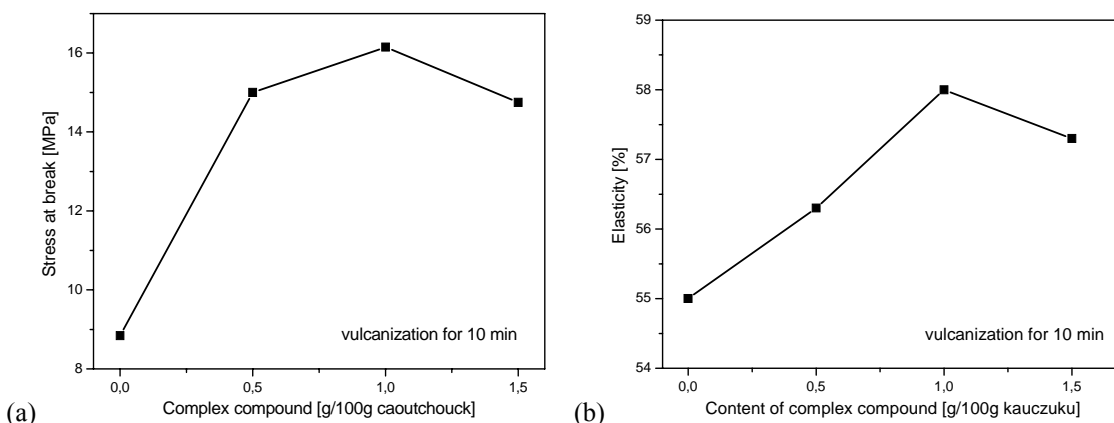 16
14
12
10
8
Stress at break [MPa]
vulcanization for 10 min
0,0
0,5
1,0
1,5
Complex compound [g/100g caoutchouck]
(a)
59
58
57
56
55
54
Elasticity [%]
vulcanization for 10 min
0,0
0,5
1,0
1,5
Content of complex compound [g/100g kauczuku]
(b)